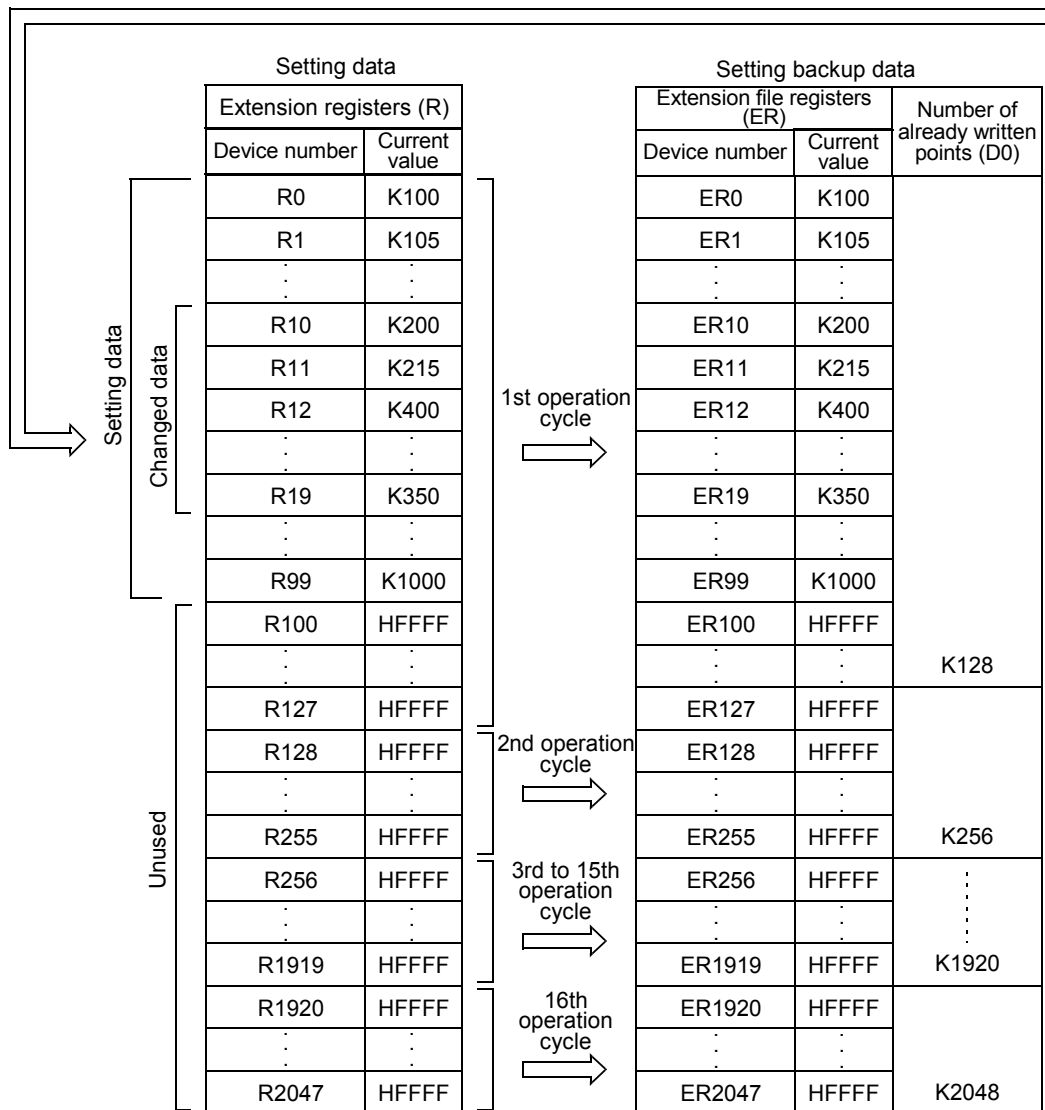 Setting data
Setting backup data
Extension registers (R)
Device number
Current
value
Extension file registers
(ER)
Device number
Current
value
Number of
already written
points (D0)
R0 K100
R1 K105
R10 K200
R11 K215
R12 K400
R19 K350
R99 K1000
R100 HFFFF
R127 HFFFF
R128 HFFFF
R255 HFFFF
R256 HFFFF
R1919 HFFFF
R1920 HFFFF
R2047 HFFFF
Setting data
Changed data
Unused
1st operation
cycle
2nd operation
cycle
3rd to 15th
operation
cycle
16th
operation
cycle
ER0 K100
ER1 K105
ER10 K200
ER11 K215
ER12 K400
ER19 K350
ER99 K1000
ER100 HFFFF
K128
ER127 HFFFF
ER128 HFFFF
ER255 HFFFF K256
ER256 HFFFF
ER1919 HFFFF K1920
ER1920 HFFFF
ER2047 HFFFF K2048